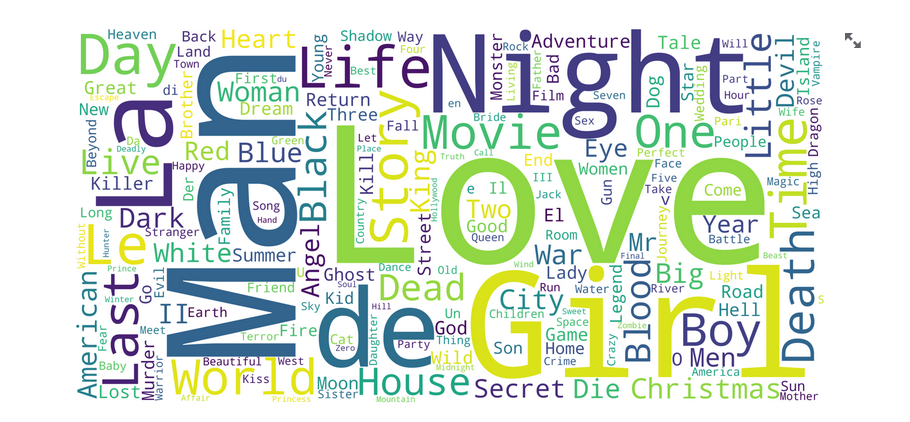 Heaven
Back
Land
Way
Heart
Young
Never
Shadow
Way
Four
Best
Life
Night
Monster
Rock
Adventure
Living
Father
Bad
Film
Seven
Tale
Dog
Star
Wedding
Will
Part
Hour
Little
Devil
Island
Vampire
Day
Great
di
Town
Brother
First
du
Woman
Dream
Return
Three
Story
en
Bride
Sex
Pari
People
Wife
Rose
High
Dragon
New
Escape
Beyond
Da
Deadly
La
Man
Green
Black
Let
Place
Fall
Kill
Movie
One
Eye
Perfect
Time
Live
Happy
Red
Blue
Truth
Call
End
III
Women
Face
Five
Take
V
Magic
Killer
Der
Family
Song
Hand
Country
King
Hollywood
Love
e
Il
Jack
Gun
Journey
Come
Long
Dark
Stranger
Street
Two
Good
Queen
El
Room
Year
Battle
Sea
Without
Le
Hunter
White
Summer
Angel
War
Mr
Final
Beast
Death
Prince
Evil
U
Ghost
Dance
Soul
Old
Wind
Lady
Run
Water
Legend
Blood
River
Big
Light
American
Last
Winter
Go
Friend
Kid
Sky
Dead
Girl
City
Children
Sweet
Space
Zombie
Road
Hell
s
II
Earth
Fear
Meet
Terror
Fire
Cat
Zero
Daughter
de
Hill
Party
Un
God
Thing
Wild
Midnight
Son
Game
Home
Crime
Crazy
O
Boy
Men
America
Baby
Lost
Murder
Warrior
Beautiful
West
World
Kiss
Affair
Princess
Moon
Sister
House
Mountain
Secret
Die
Christmas
Sun
Mother